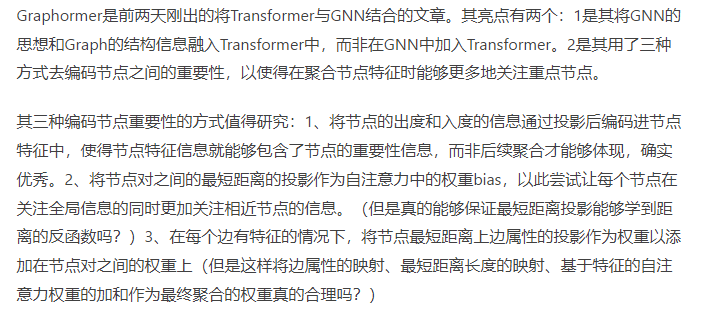 Graphormer是前两天刚出的将Transformer与GNN结合的文章。其亮点有两个：1是其将GNN的
思想和Graph的结构信息融入Transformer中，而非在GNN中加入Transformer。2是其用了三种
方式去编码节点之间的重要性，以使得在聚合节点特征时能够更多地关注重点节点。
其三种编码节点重要性的方式值得研究：1、将节点的出度和入度的信息通过投影后编码进节点
特征中，使得节点特征信息就能够包含了节点的重要性信息，而非后续聚合才能够体现，确实
优秀。2、将节点对之间的最短距离的投影作为自注意力中的权重bias，以此尝试让每个节点在
关注全局信息的同时更加关注相近节点的信息。（但是真的能够保证最短距离投影能够学到距
离的反函数吗？）3、在每个边有特征的情况下，将节点最短距离上边属性的投影作为权重以添
加在节点对之间的权重上（但是这样将边属性的映射、最短距离长度的映射、基于特征的自注
意力权重的加和作为最终聚合的权重真的合理吗？）